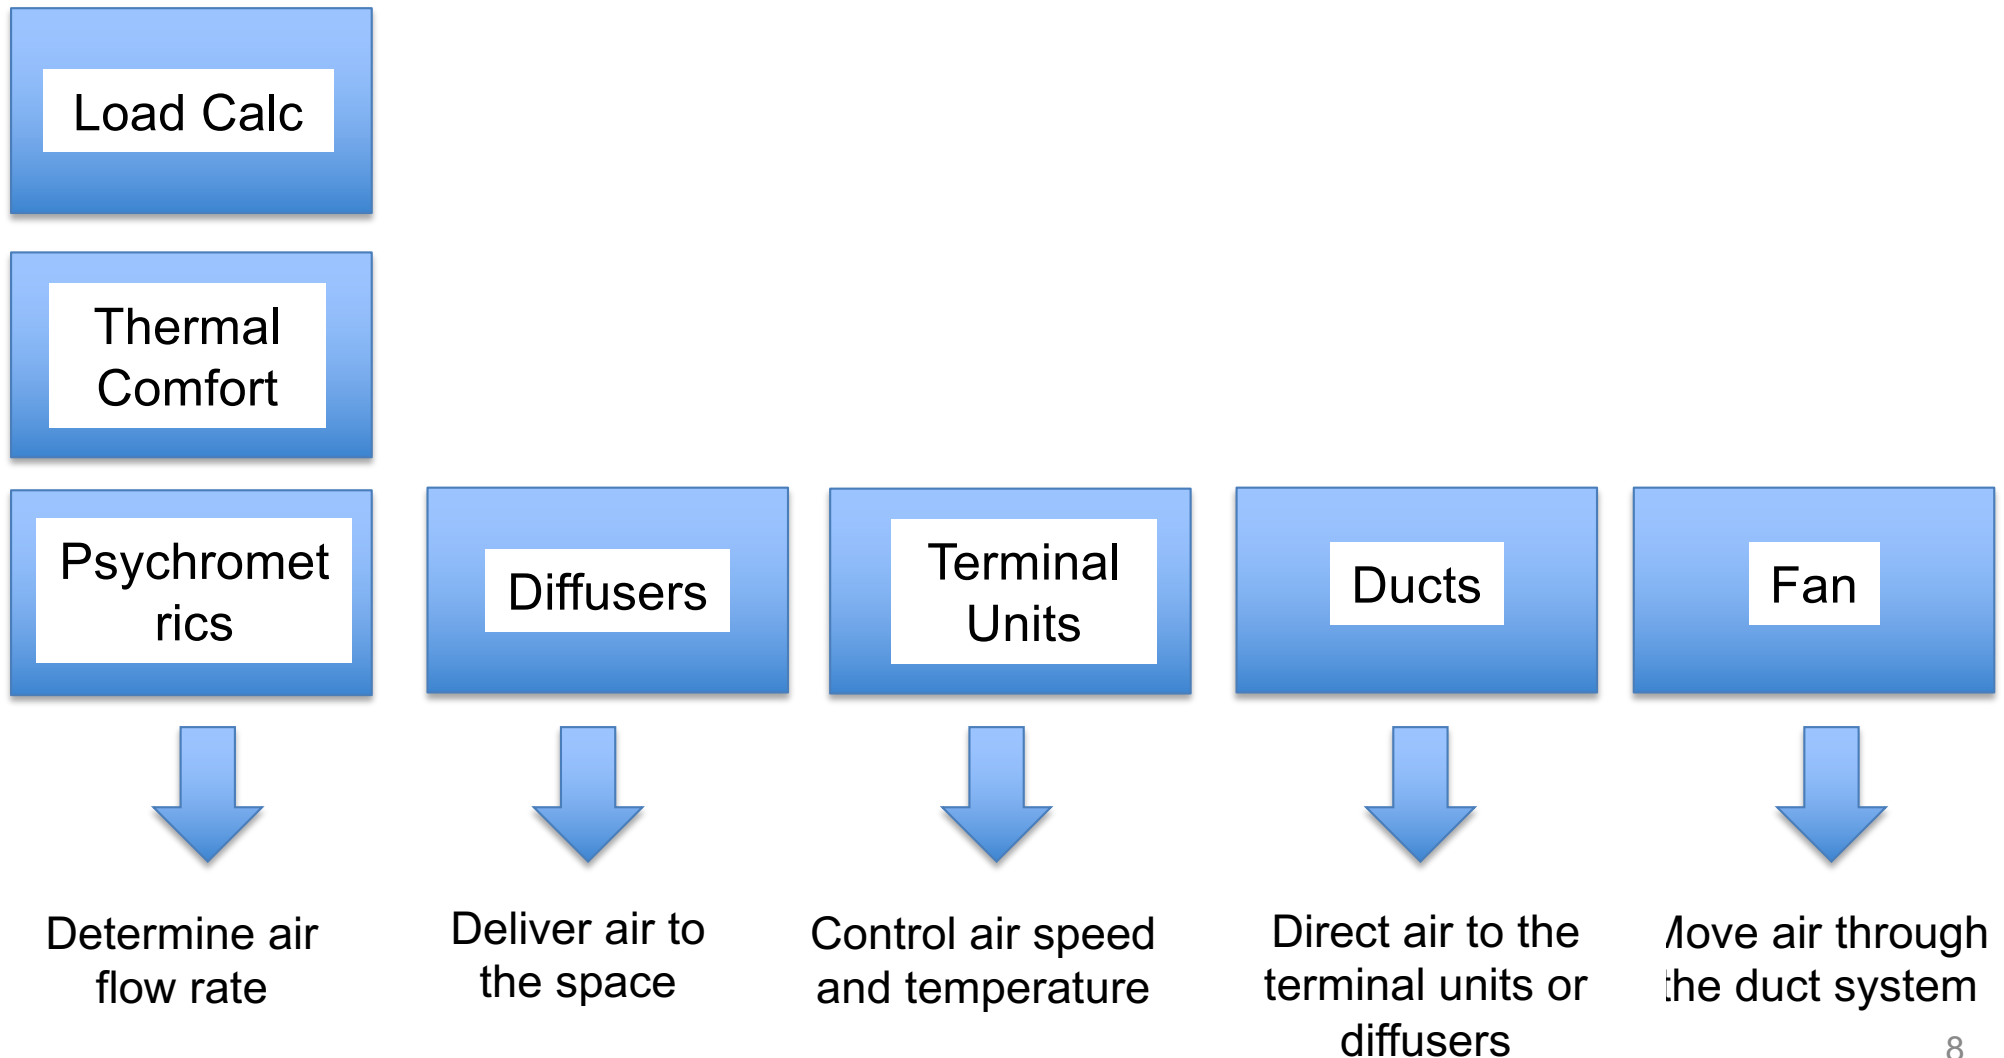 Load Calc
Thermal
Comfort
Psychromet
rics
Diffusers
Terminal
Units
Ducts
Fan
Determine air
flow rate
Deliver air to
the space
Control air speed
and temperature
Direct air to the
terminal units or
diffusers
Move air through
the duct system
8